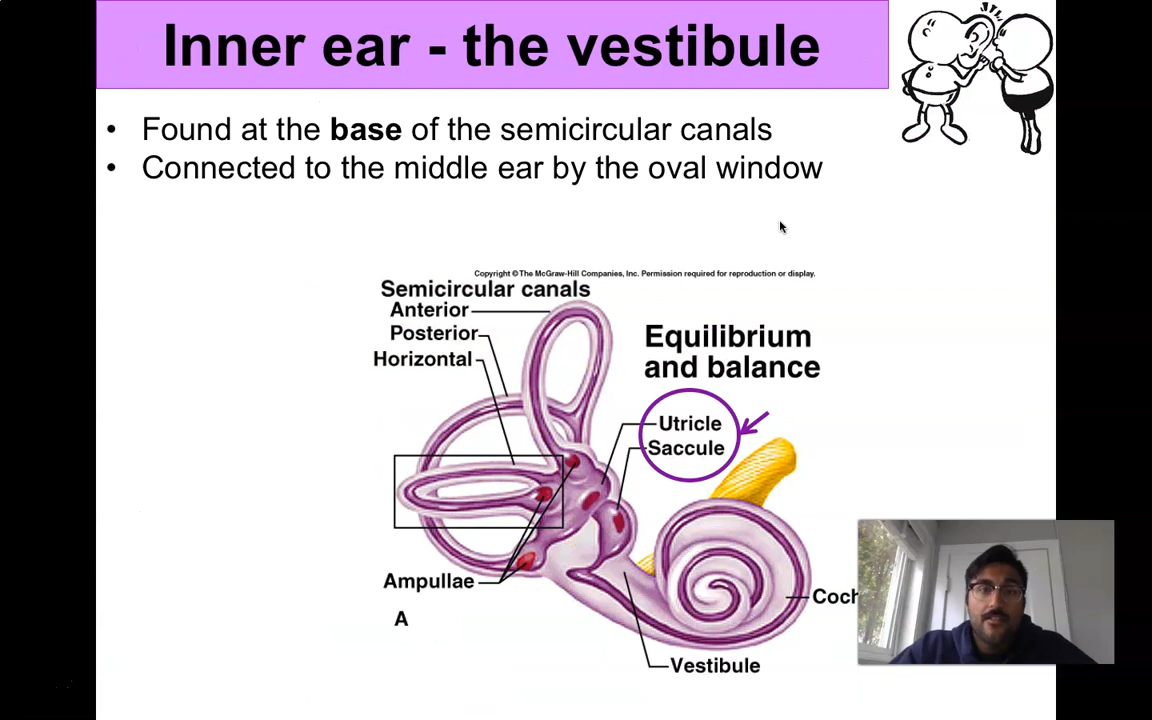 Inner ear - the vestibule
• Found at the base of the semicircular canals
• Connected to the middle ear by the oval window
Copyright © The McGraw-Hill Companies, Inc. Permission required for reproduction or display.
Semicircular canals
Anterior
Posterior
Horizontal
Equilibrium
and balance
Utricle
Saccule
Ampullae
A
Coch
Vestibule